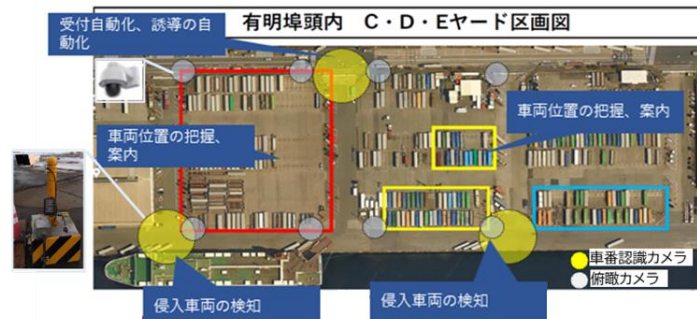 受付自動化、誘導の自
動化
有明埠頭内　C・D・Eヤード区画図
車両位置の把握、
案内
車両位置の把握、案内
侵入車両の検知
侵入車両の検知
車番認識カメラ
俯瞰カメラ